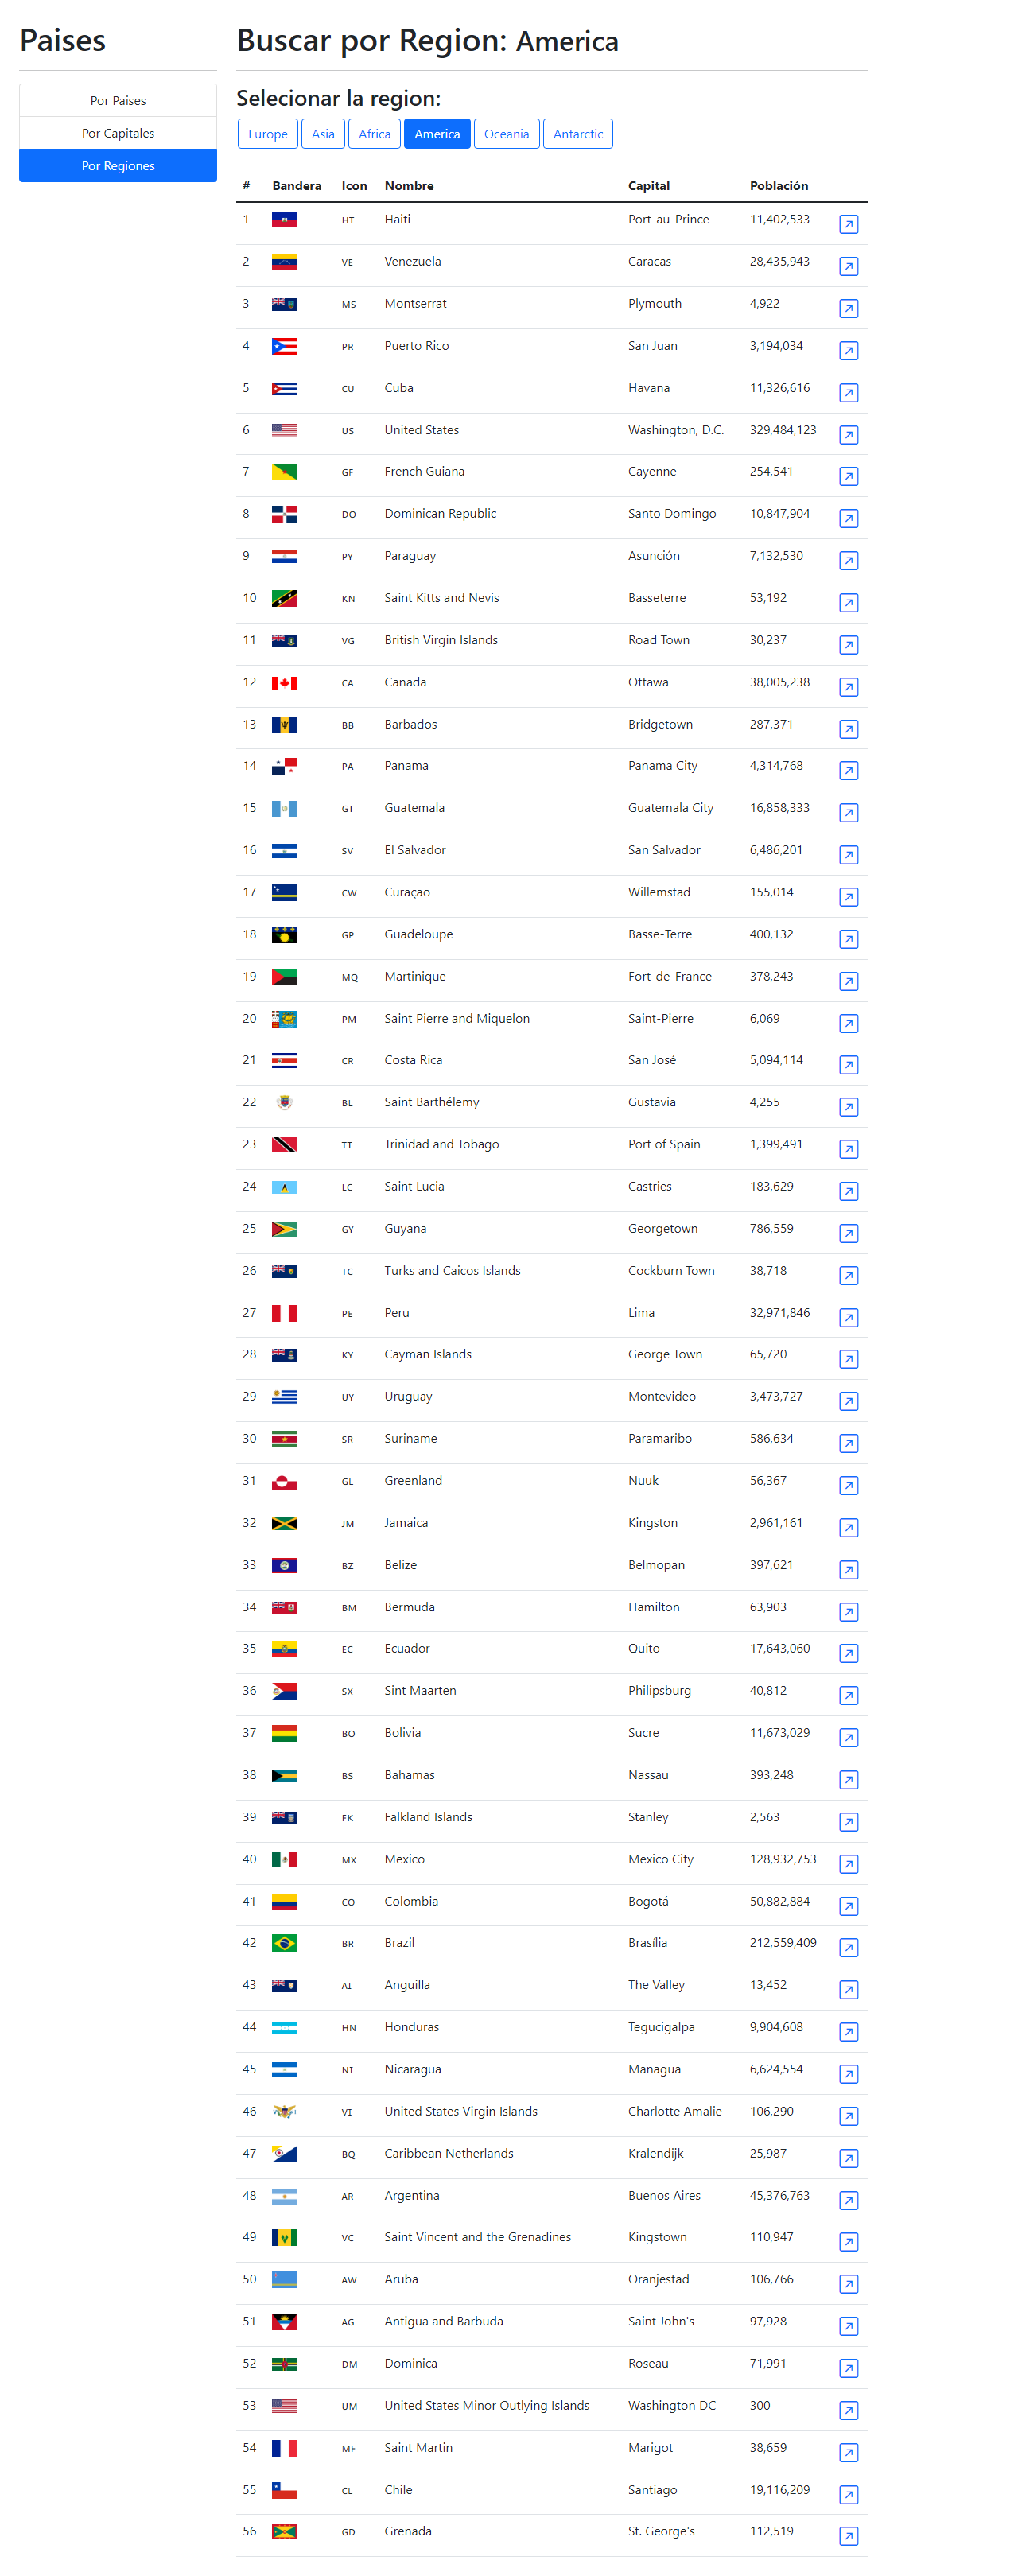 Paises
Por Paises
Por Capitales
Por Regiones
Buscar por Region: America
Selecionar la region:
Europe Asia Africa America Oceania Antarctic
# Bandera Icon Nombre Capital Población
1 HT Haiti Port-au-Prince 11,402,533
2 VE Venezuela Caracas 28,435,943
3 MS Montserrat Plymouth 4,922
4 PR Puerto Rico San Juan 3,194,034
5 CU Cuba Havana 11,326,616
6 US United States Washington, D.C. 329,484,123
7 GF French Guiana Cayenne 254,541
8 DO Dominican Republic Santo Domingo 10,847,904
9 PY Paraguay Asunción 7,132,530
10 KN Saint Kitts and Nevis Basseterre 53,192
11 VG British Virgin Islands Road Town 30,237
12 CA Canada Ottawa 38,005,238
13 BB Barbados Bridgetown 287,371
14 PA Panama Panama City 4,314,768
15 GT Guatemala Guatemala City 16,858,333
16 SV El Salvador San Salvador 6,486,201
17 CW Curaçao Willemstad 155,014
18 GP Guadeloupe Basse-Terre 400,132
19 MQ Martinique Fort-de-France 378,243
20 PM Saint Pierre and Miquelon Saint-Pierre 6,069
21 CR Costa Rica San José 5,094,114
22 BL Saint Barthélemy Gustavia 4,255
23 TT Trinidad and Tobago Port of Spain 1,399,491
24 LC Saint Lucia Castries 183,629
25 GY Guyana Georgetown 786,559
26 TC Turks and Caicos Islands Cockburn Town 38,718
27 PE Peru Lima 32,971,846
28 KY Cayman Islands George Town 65,720
29 UY Uruguay Montevideo 3,473,727
30 SR Suriname Paramaribo 586,634
31 GL Greenland Nuuk 56,367
32 JM Jamaica Kingston 2,961,161
33 BZ Belize Belmopan 397,621
34 BM Bermuda Hamilton 63,903
35 EC Ecuador Quito 17,643,060
36 SX Sint Maarten Philipsburg 40,812
37 BO Bolivia Sucre 11,673,029
38 BS Bahamas Nassau 393,248
39 FK Falkland Islands Stanley 2,563
40 MX Mexico Mexico City 128,932,753
41 CO Colombia Bogotá 50,882,884
42 BR Brazil Brasília 212,559,409
43 AI Anguilla The Valley 13,452
44 HN Honduras Tegucigalpa 9,904,608
45 NI Nicaragua Managua 6,624,554
46 VI United States Virgin Islands Charlotte Amalie 106,290
47 BQ Caribbean Netherlands Kralendijk 25,987
48 AR Argentina Buenos Aires 45,376,763
49 VC Saint Vincent and the Grenadines Kingstown 110,947
50 AW Aruba Oranjestad 106,766
51 AG Antigua and Barbuda Saint John's 97,928
52 DM Dominica Roseau 71,991
53 UM United States Minor Outlying Islands Washington DC 300
54 MF Saint Martin Marigot 38,659
55 CL Chile Santiago 19,116,209
56 GD Grenada St. George's 112,519